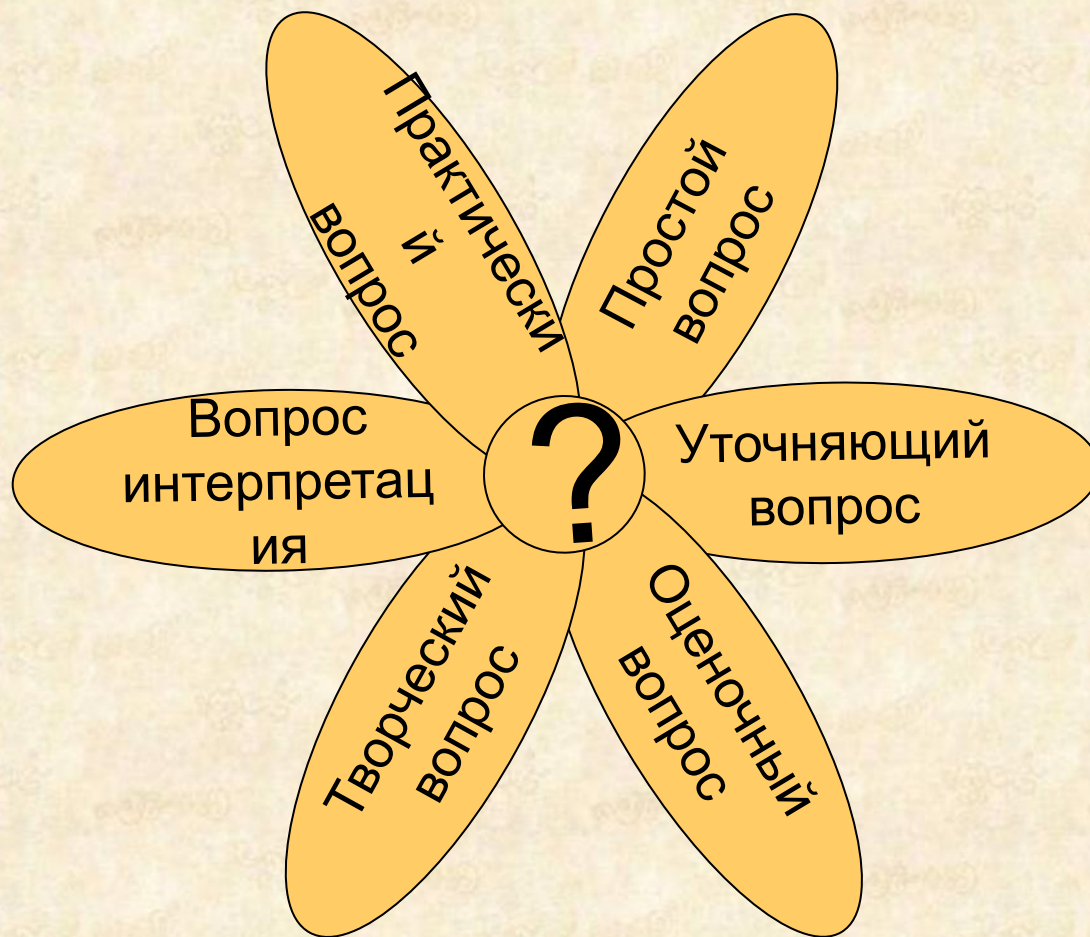 Практически
й
вопрос
Простой
вопрос
Вопрос
интерпретац
ия
?
Уточняющий
вопрос
Творческий
вопрос
Оценочный
вопрос